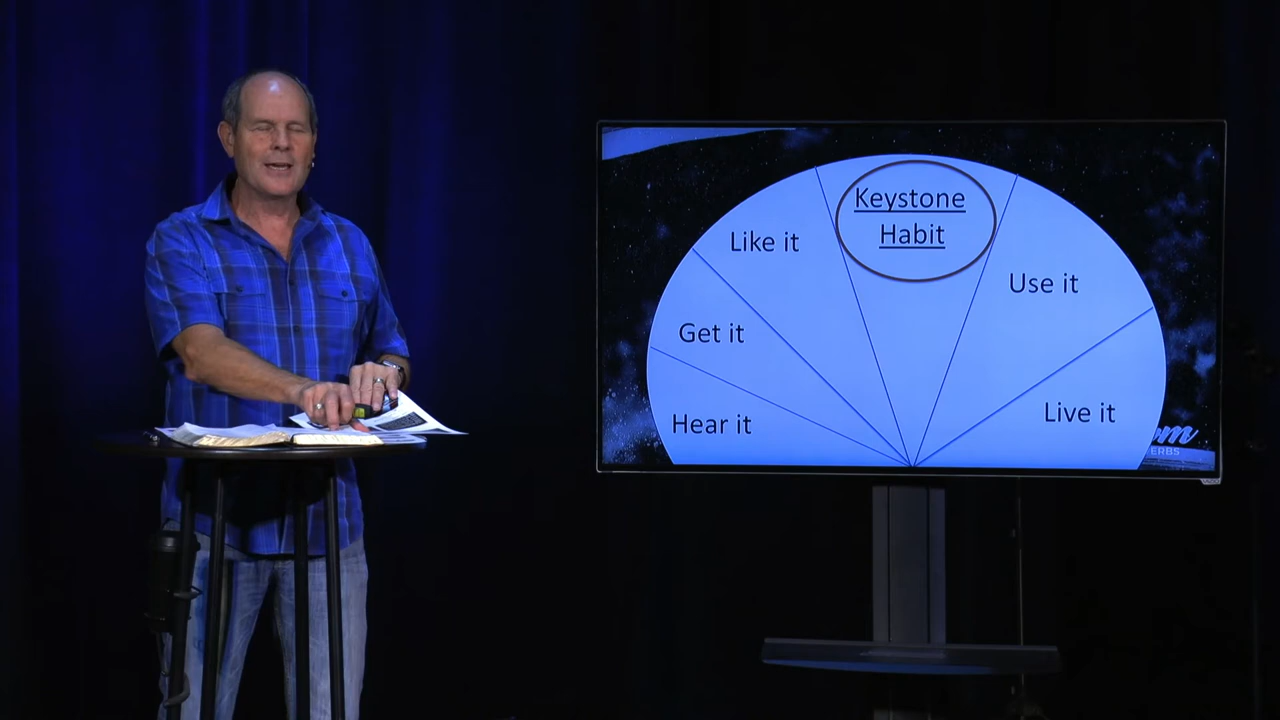 Keystone
Habit
Like it
Use it
Get it
Hear it
Live it